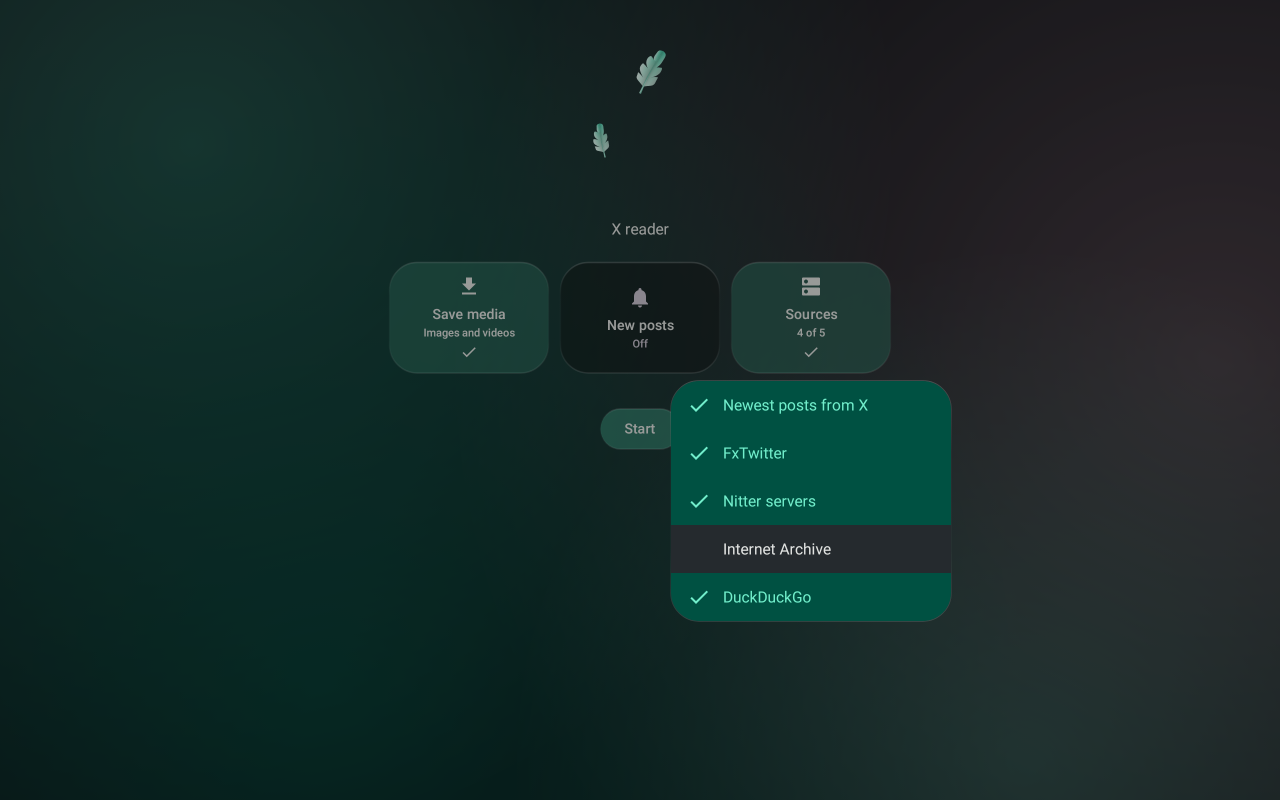 X reader
Save media
Images and videos
New posts
Off
Sources
4 of 5
Start
Newest posts from X
FxTwitter
Nitter servers
Internet Archive
DuckDuckGo